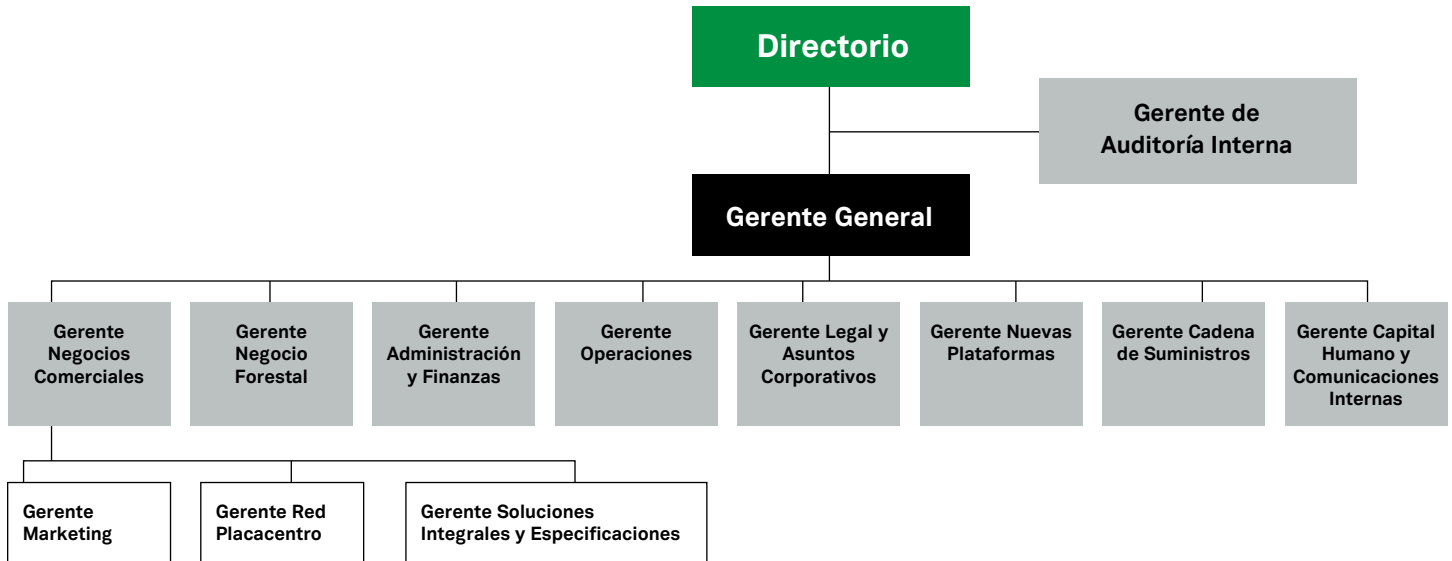 Directorio
Gerente de
Auditoría Interna
Gerente General
Gerente
Negocios
Comerciales
Gerente
Negocio
Forestal
Gerente
Administración
y Finanzas
Gerente
Operaciones
Gerente Legal y
Asuntos
Corporativos
Gerente Nuevas
Plataformas
Gerente Cadena
de Suministros
Gerente Capital
Humano y
Comunicaciones
Internas
Gerente
Marketing
Gerente Red
Placacentro
Gerente Soluciones
Integrales y Especificaciones